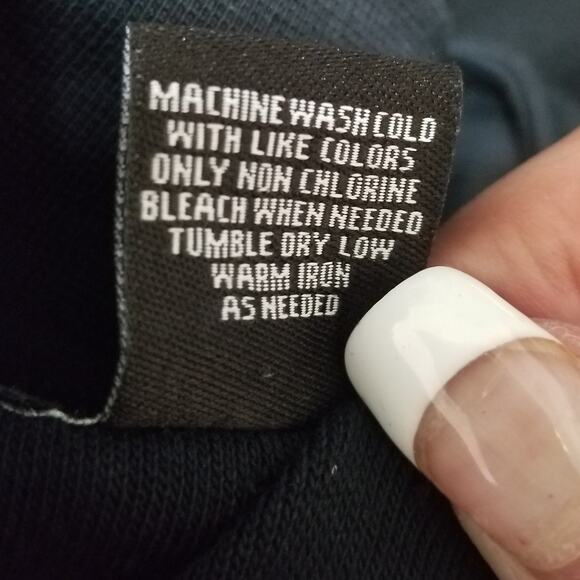 MACHINE WASH COLD
WITH LIKE COLORS
ONLY NON CHLORINE
BLEACH WHEN NEEDED
TUMBLE DRY LOW
WARM IRON
AS NEEDED